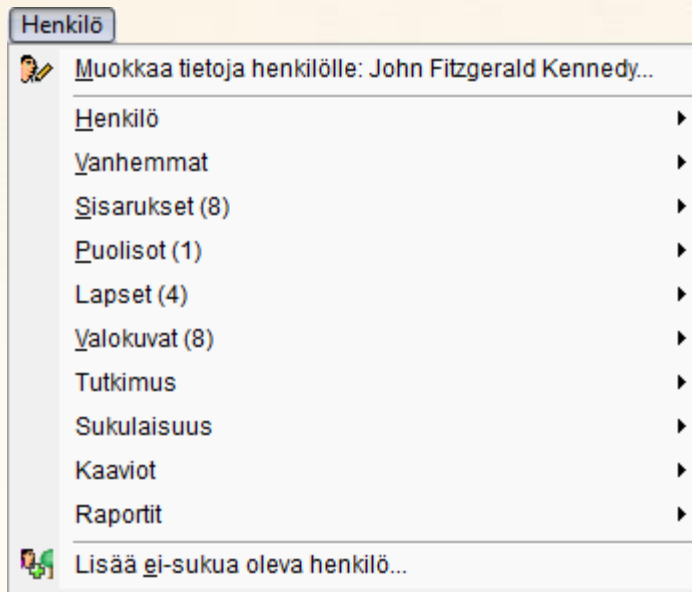 Henkilö
Muokkaa tietoja henkilölle: John Fitzgerald Kennedy...
Henkilö
Vanhemmat
Sisarukset (8)
Puolisot (1)
Lapset (4)
Valokuvat (8)
Tutkimus
Sukulaisuus
Kaaviot
Raportit
Lisää ei-sukua oleva henkilö...